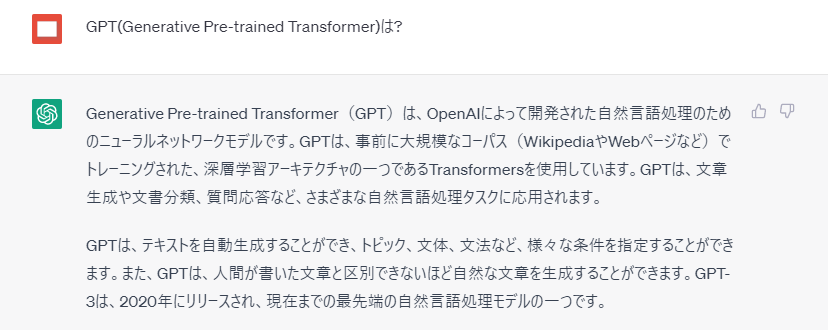 GPT(Generative Pre-trained Transformer)は?
Generative Pre-trained Transformer（GPT）は、OpenAIによって開発された自然言語処理のため
のニューラルネットワークモデルです。GPTは、事前に大規模なコーパス（WikipediaやWebページなど）で
トレーニングされた、深層学習アーキテクチャの一つであるTransformersを使用しています。GPTは、文章
生成や文書分類、質問応答など、さまざまな自然言語処理タスクに応用されます。
GPTは、テキストを自動生成することができ、トピック、文体、文法など、様々な条件を指定することができ
ます。また、GPTは、人間が書いた文章と区別できないほど自然な文章を生成することができます。GPT-
3は、2020年にリリースされ、現在までの最先端の自然言語処理モデルの一つです。